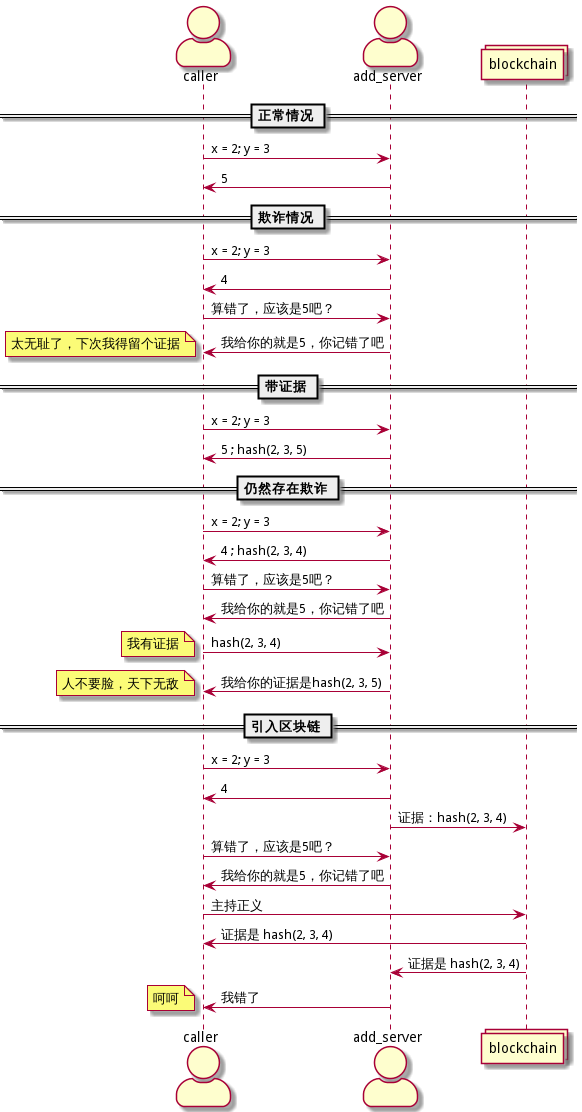 caller
add_server
blockchain
正常情况
x = 2; y = 3
5
欺诈情况
x = 2; y = 3
4
算错了，应该是5吧？
太无耻了，下次我得留个证据
我给你的就是5，你记错了吧
带证据
x = 2; y = 3
5 ; hash(2, 3, 5)
仍然存在欺诈
x = 2; y = 3
4 ; hash(2, 3, 4)
算错了，应该是5吧？
我给你的就是5，你记错了吧
我有证据
hash(2, 3, 4)
人不要脸，天下无敌
我给你的证据是hash(2, 3, 5)
引入区块链
x = 2; y = 3
4
证据：hash(2, 3, 4)
算错了，应该是5吧？
我给你的就是5，你记错了吧
主持正义
证据是 hash(2, 3, 4)
证据是 hash(2, 3, 4)
呵呵
我错了
caller
add_server
blockchain